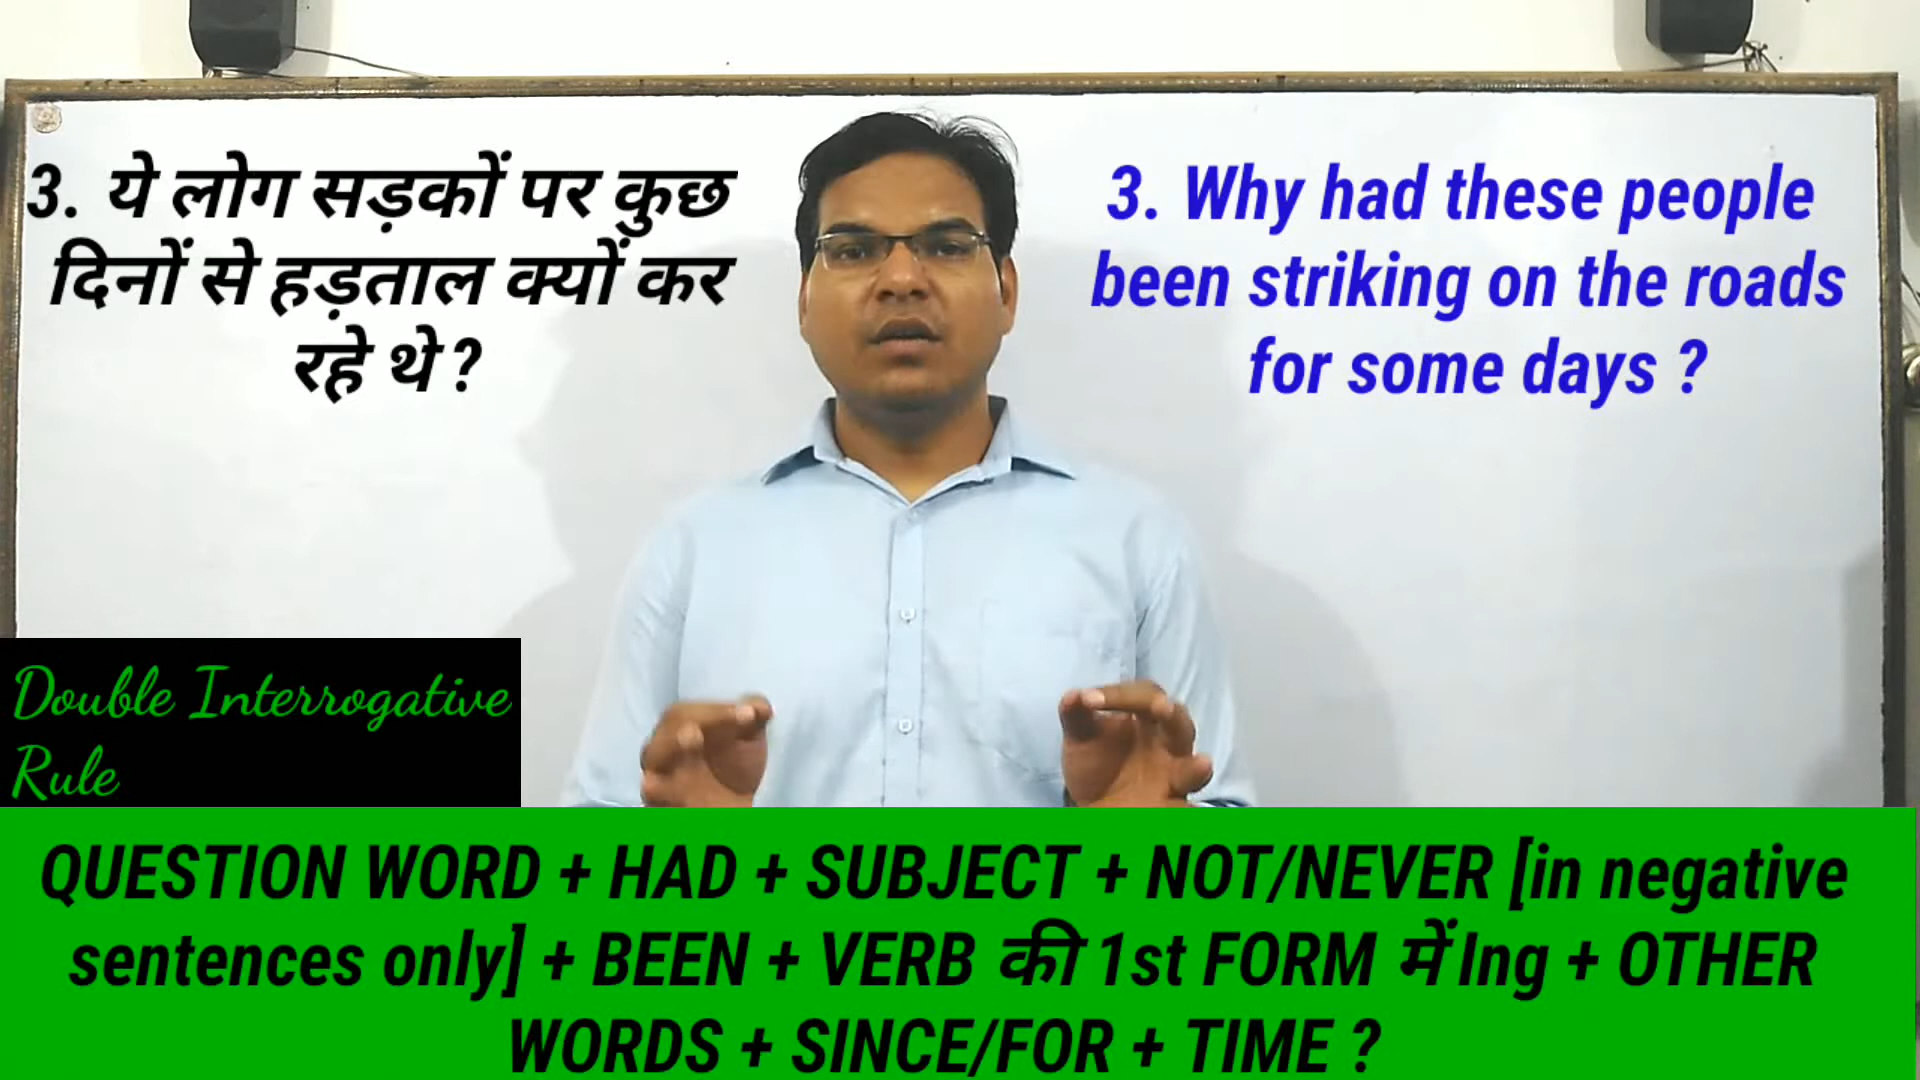 3. ये लोग सड़कों पर कुछ
दिनों से हड़ताल क्यों कर
रहे थे ?
3. Why had these people
been striking on the roads
for some days ?
Double Interrogative
Rule
QUESTION WORD + HAD + SUBJECT + NOT/NEVER [in negative
sentences only] + BEEN + VERB की 1st FORM में Ing + OTHER
WORDS + SINCE/FOR + TIME ?